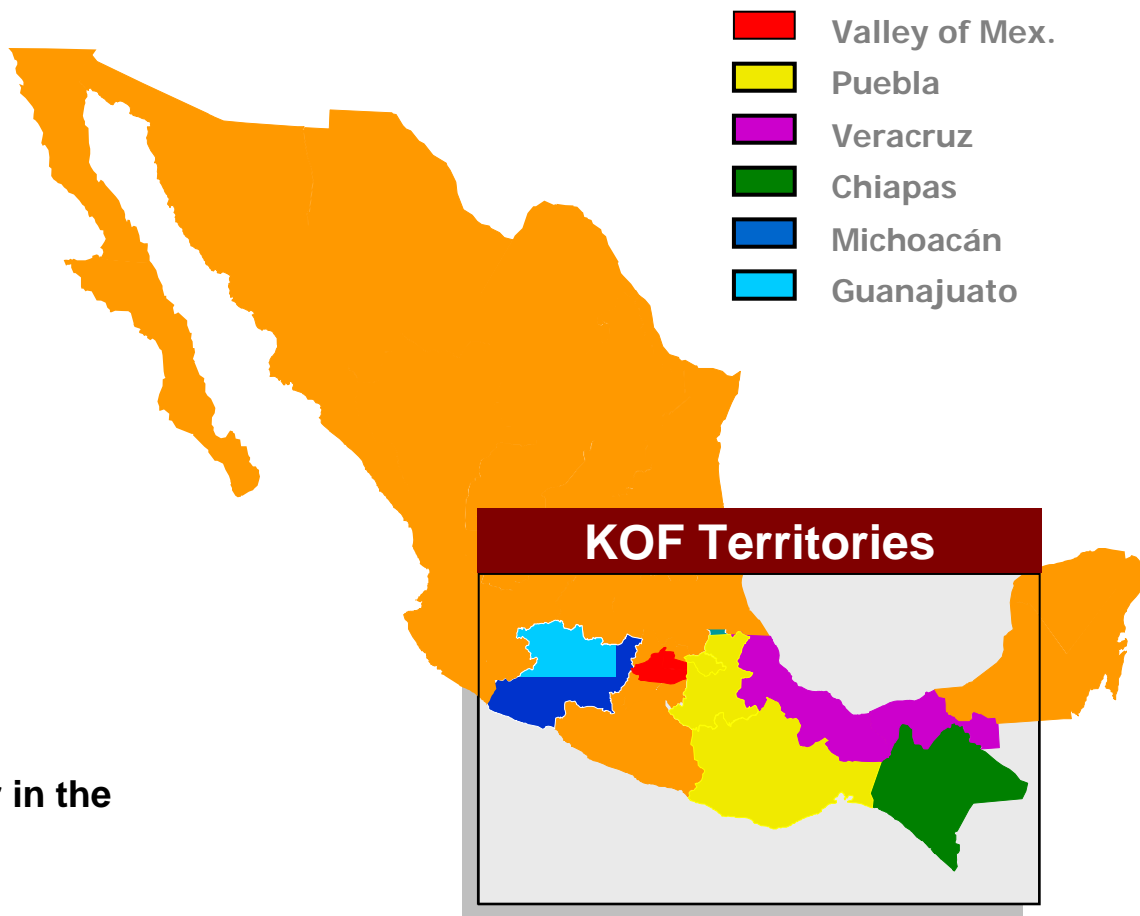 Valley of Mex.
Puebla
Veracruz
Chiapas
Michoacán
Guanajuato
KOF Territories
in the